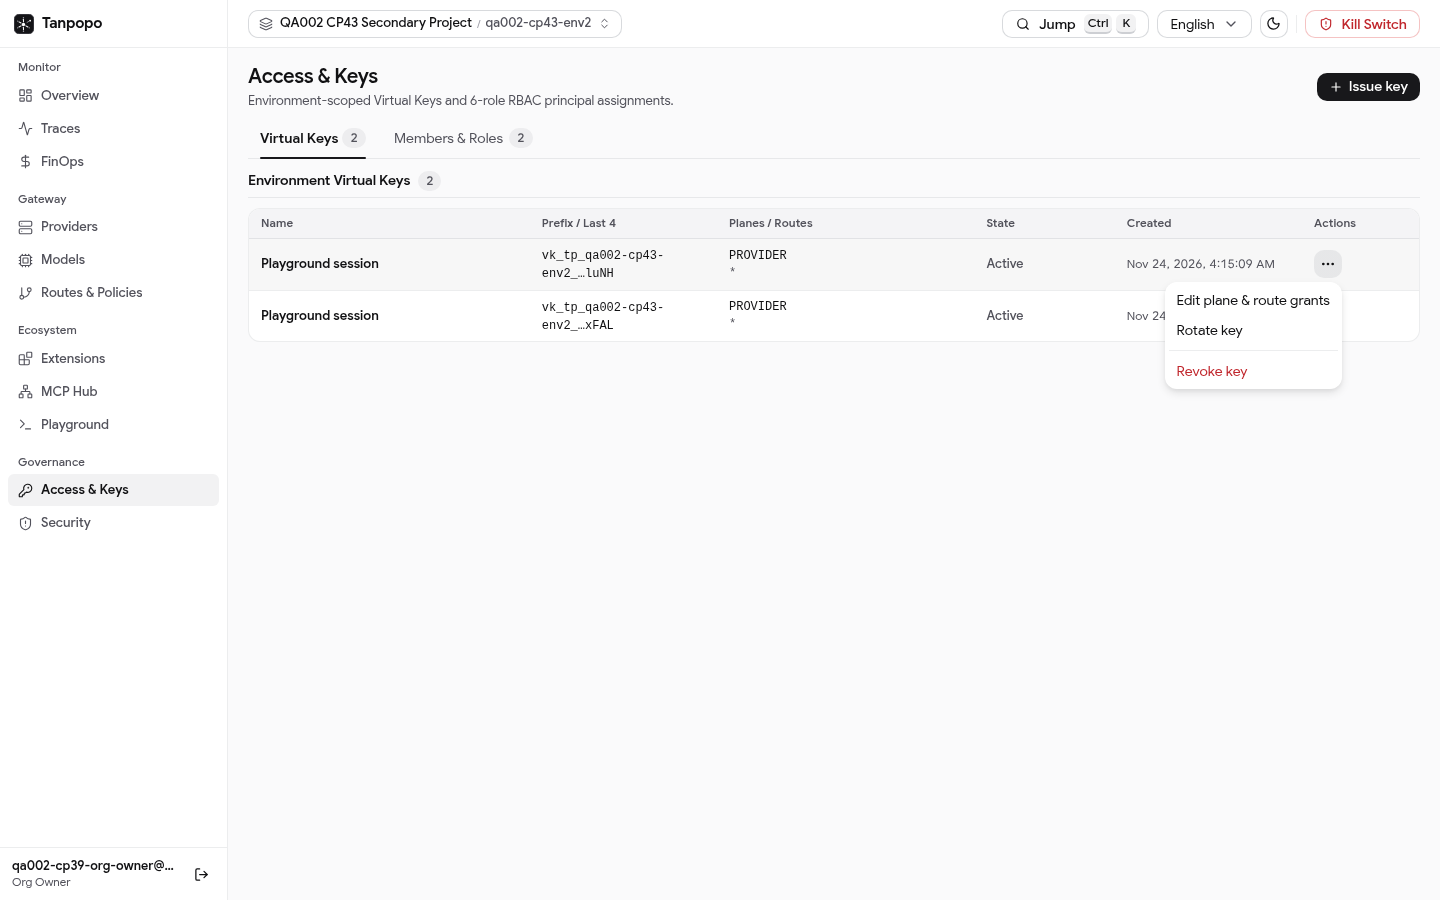 Tanpopo
QA002 CP43 Secondary Project / qa002-cp43-env2
Jump Ctrl K
English
Kill Switch
Monitor
Overview
Traces
FinOps
Gateway
Providers
Models
Routes & Policies
Ecosystem
Extensions
MCP Hub
Playground
Governance
Access & Keys
Security
qa002-cp39-org-owner@...
Org Owner
Access & Keys
Environment-scoped Virtual Keys and 6-role RBAC principal assignments.
Issue key
Virtual Keys 2
Members & Roles 2
Environment Virtual Keys 2
Name Prefix / Last 4 Planes / Routes State Created Actions
Playground session vk_tp_qa002-cp43-env2_…luNH PROVIDER * Active Nov 24, 2026, 4:15:09 AM
Playground session vk_tp_qa002-cp43-env2_…xFAL PROVIDER * Active Nov 24
Edit plane & route grants
Rotate key
Revoke key